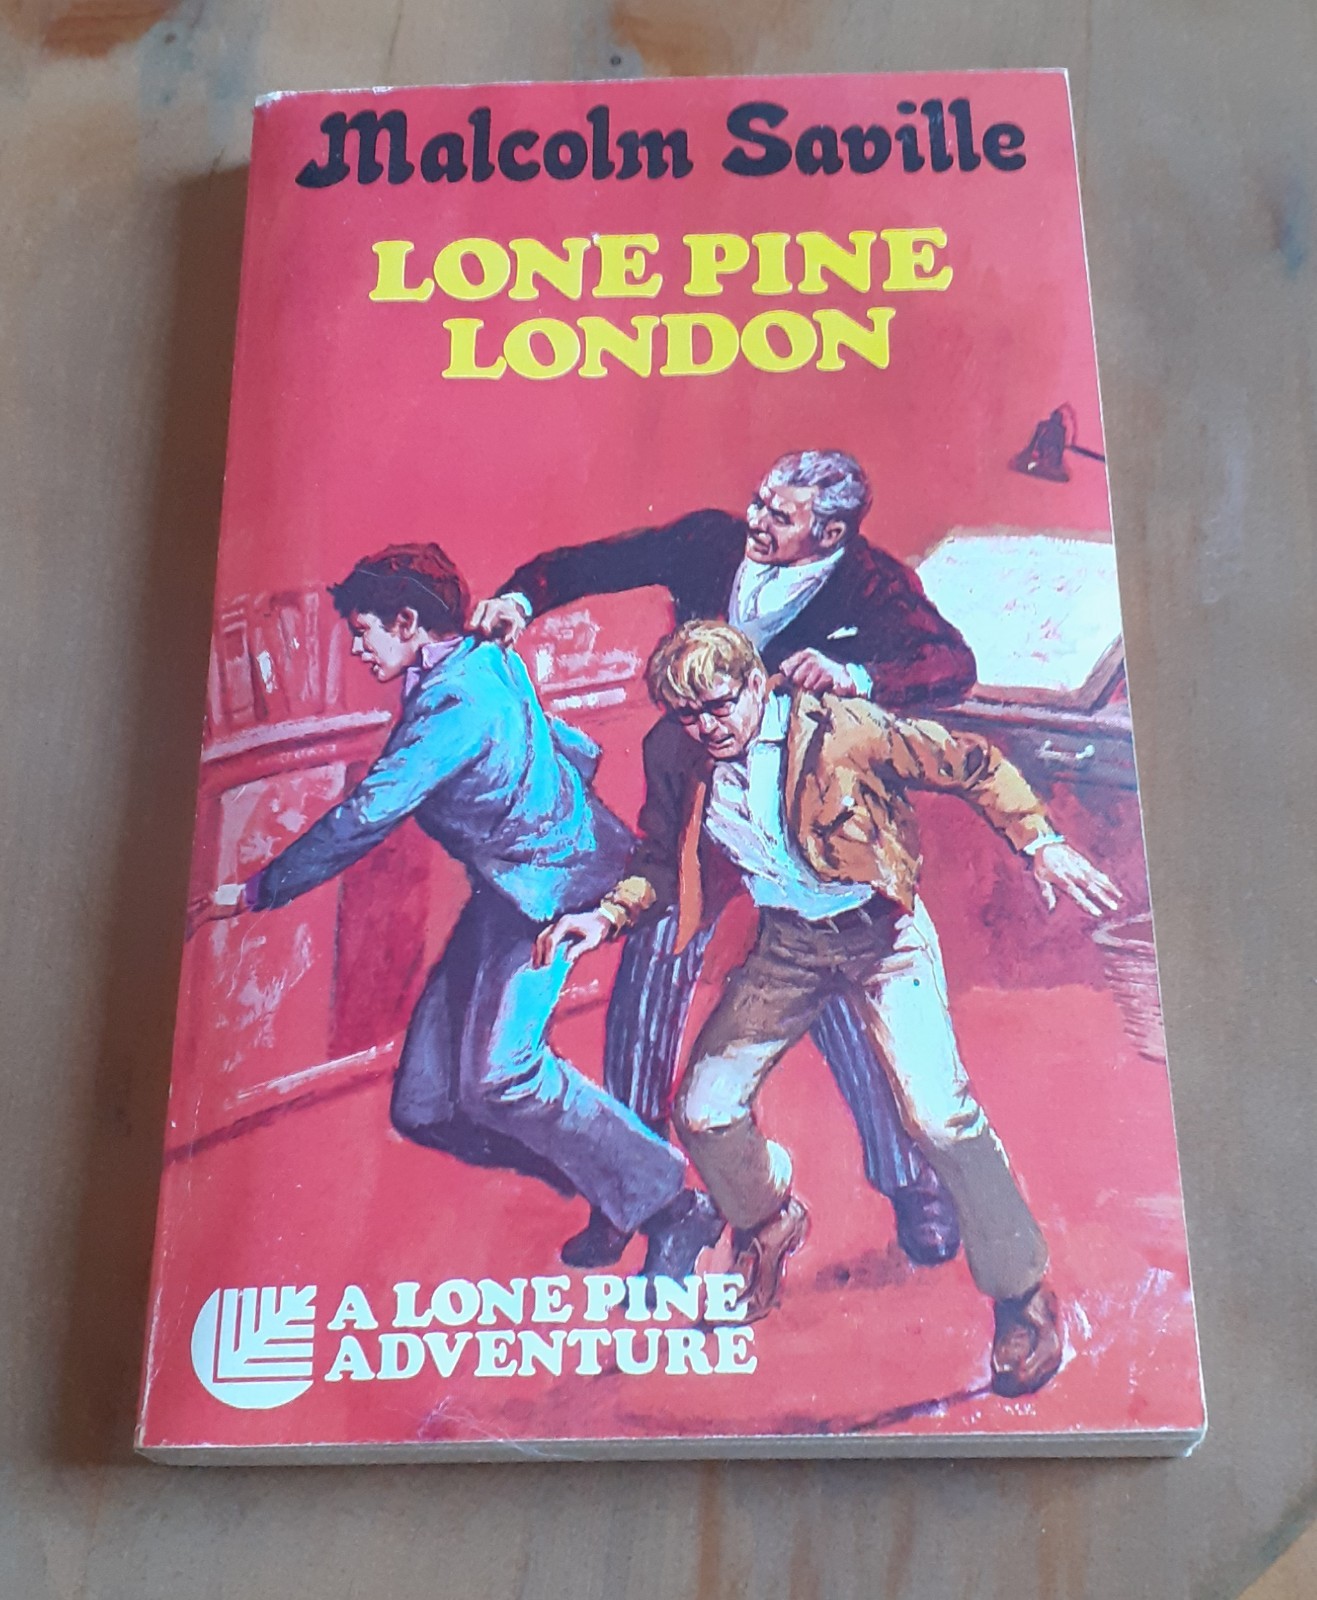 Malcolm Saville
LONE PINE
LONDON
A LONE PINE
ADVENTURE